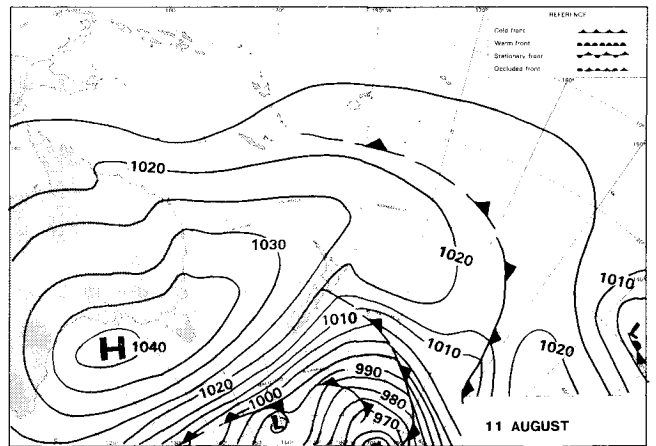 REFERENCE
Cold front
Warm front
Stationary front
Occluded front
1020
1030
1020
1010
1010
1020
1010
H 1040
1020
1000
990
980
970
L
L
11 AUGUST